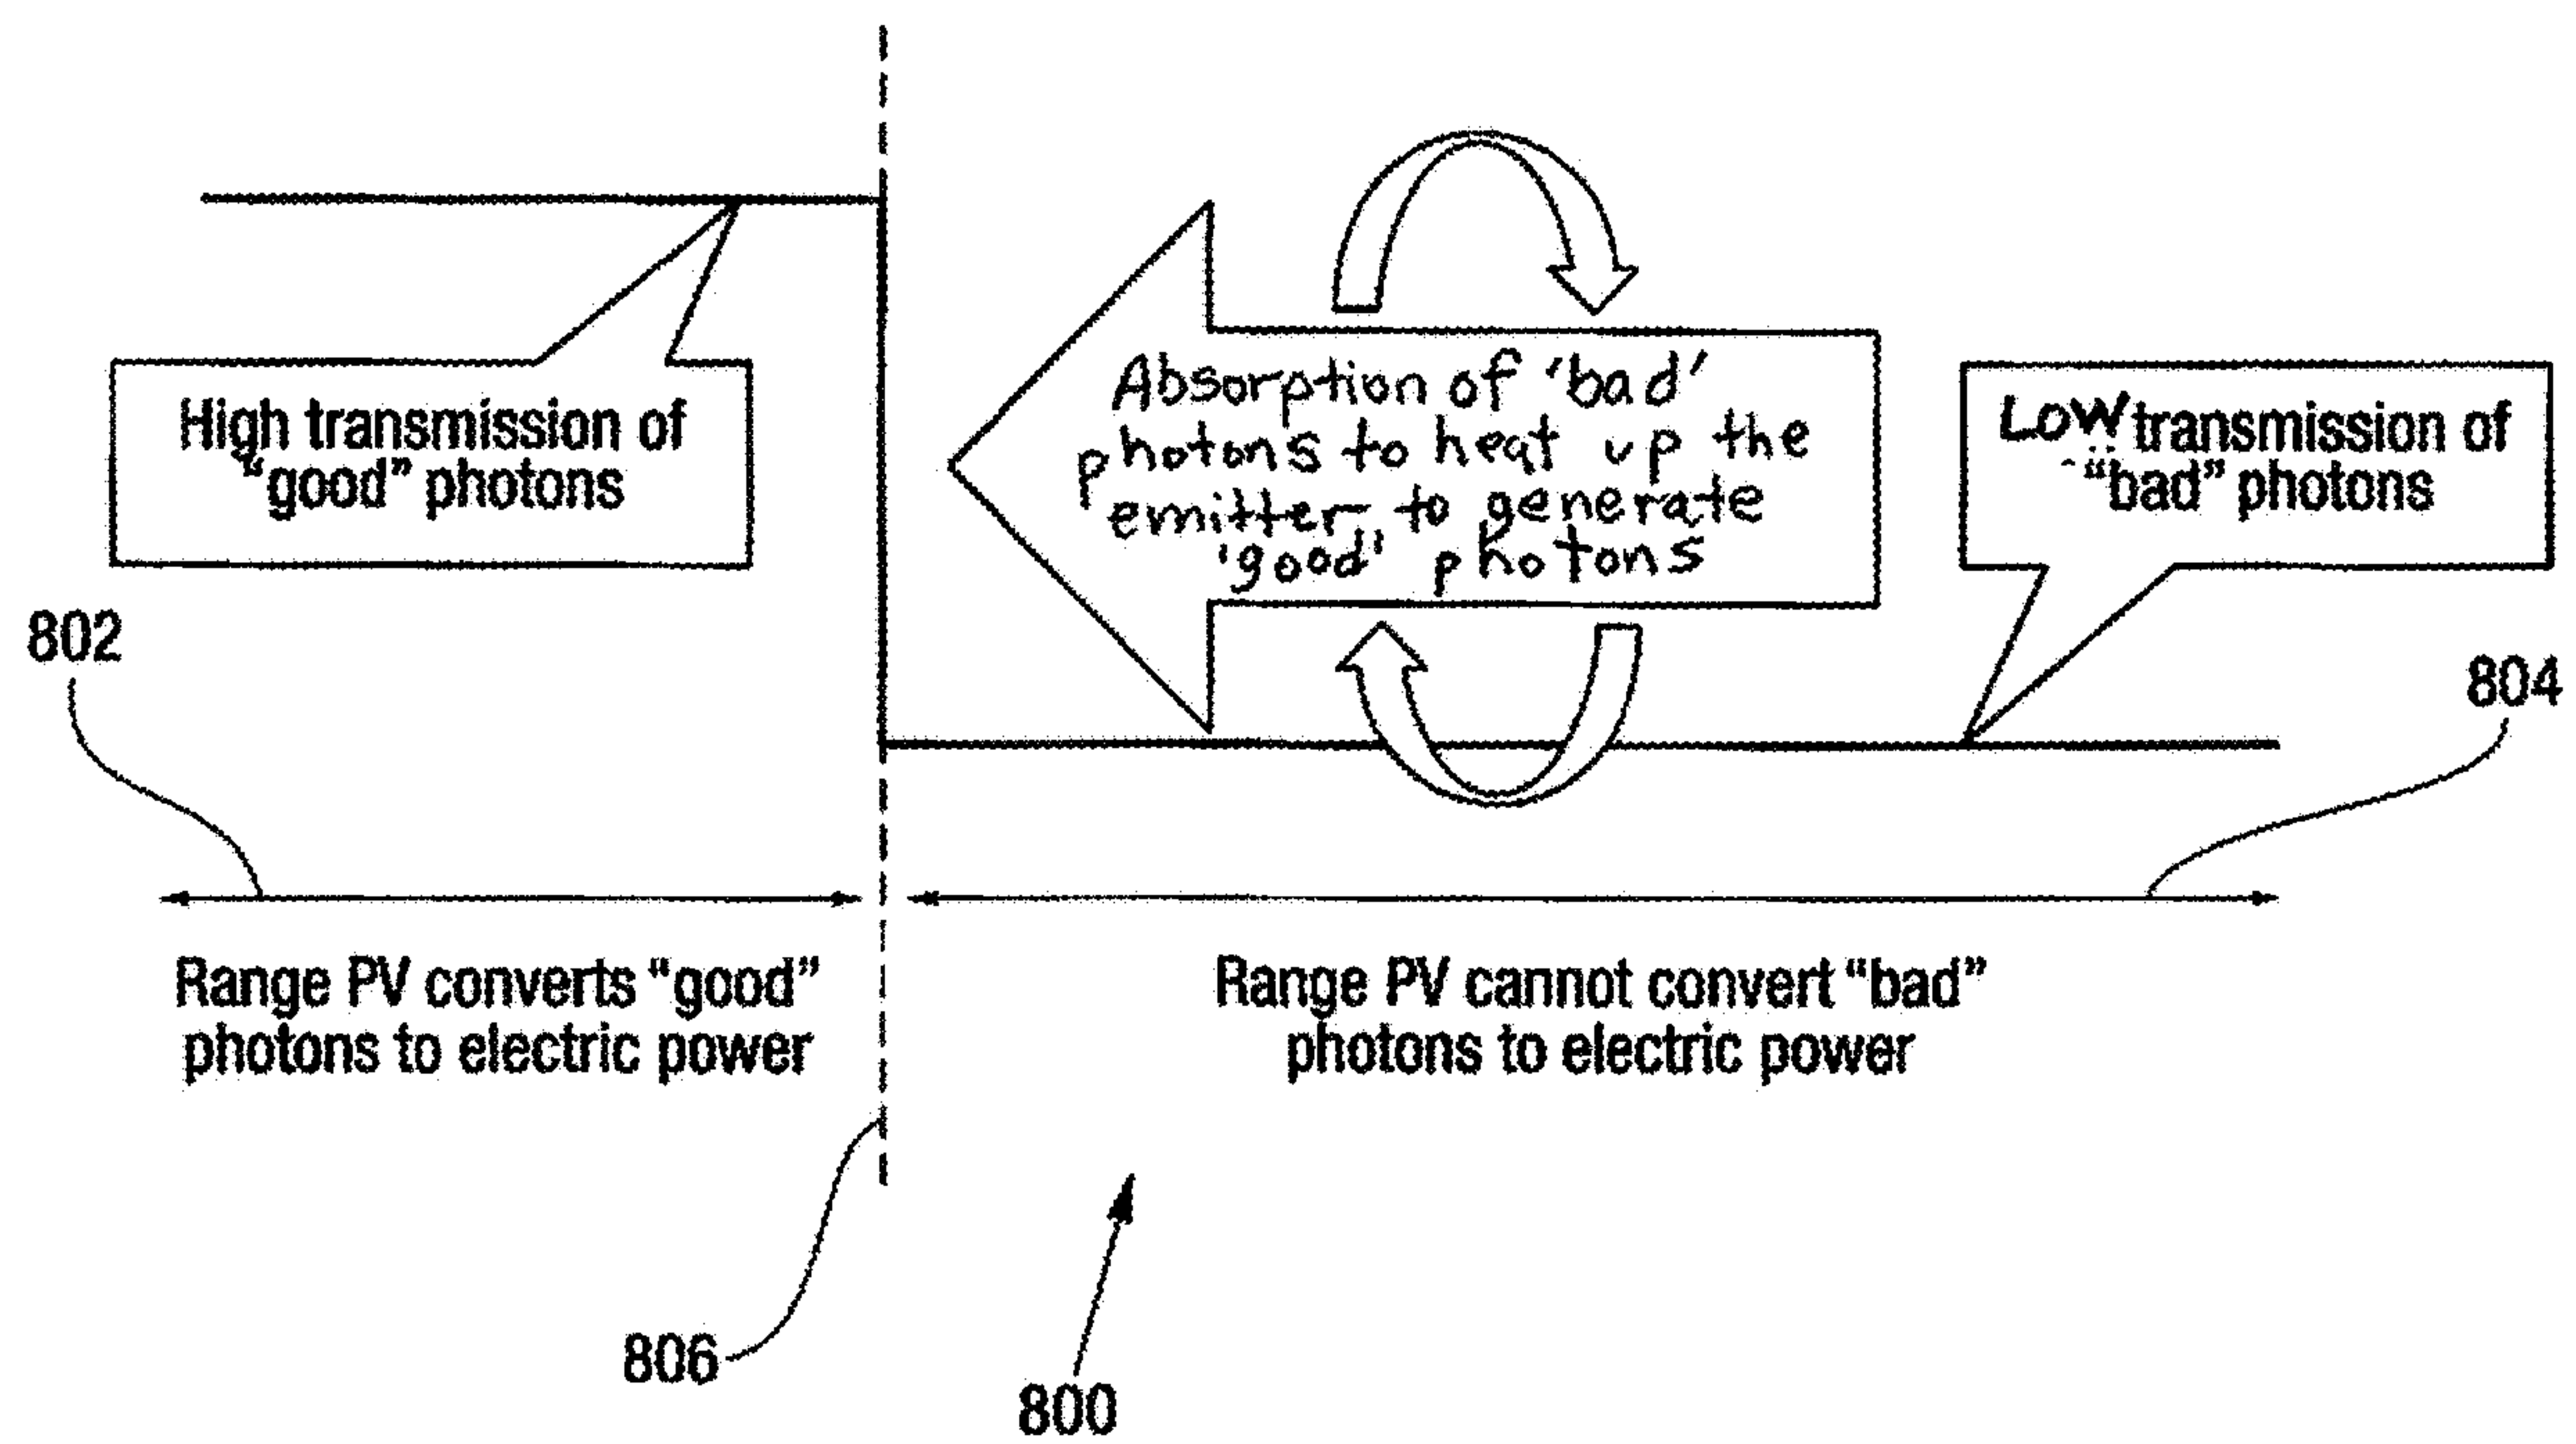 High transmission of
"good" photons
Absorption of 'bad'
photons to heat up the
emitter to generate
'good' photons
LOW transmission of
"bad" photons
802
804
Range PV converts "good"
photons to electric power
Range PV cannot convert "bad"
photons to electric power
806
800